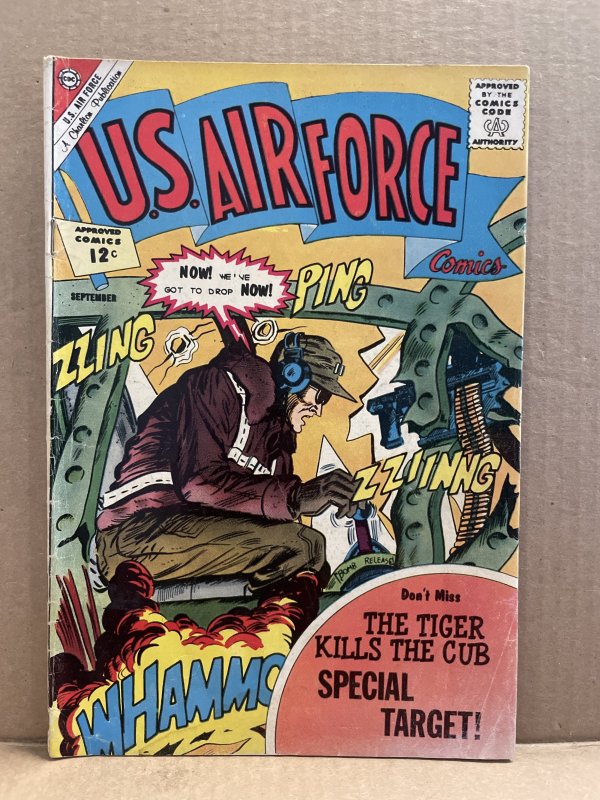 CDC
U.S. AIR FORCE
A Charlton Publication
APPROVED
BY THE
COMICS
CODE
CA
AUTHORITY
U.S. AIR FORCE
Comics
APPROVED
COMICS
12¢
SEPTEMBER
NOW! WE'VE
GOT TO DROP NOW!
PING
ZZING
ZZIINNG
BOMB RELEASE
WHAMMO
Don't Miss
THE TIGER
KILLS THE CUB
SPECIAL
TARGET!